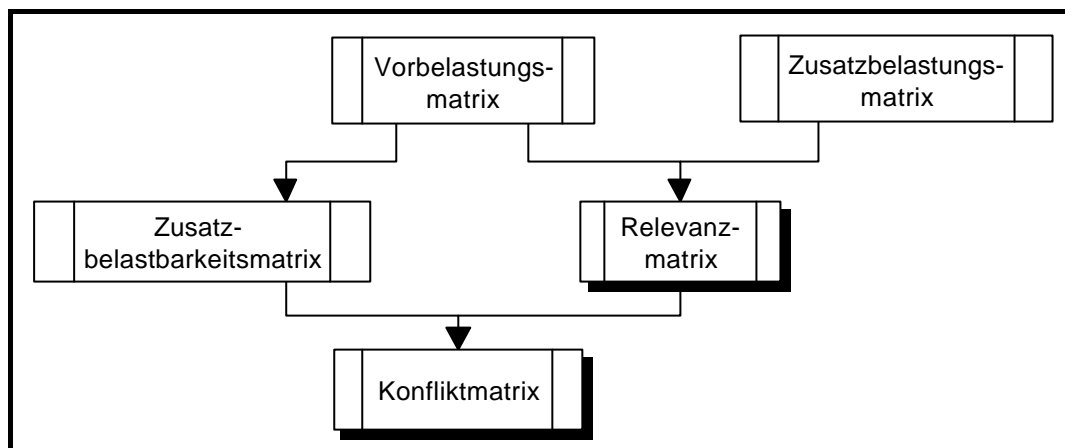 Vorbelastungs-
matrix
Zusatzbelastungs-
matrix
Zusatz-
belastbarkeitsmatrix
Relevanz-
matrix
Konfliktmatrix